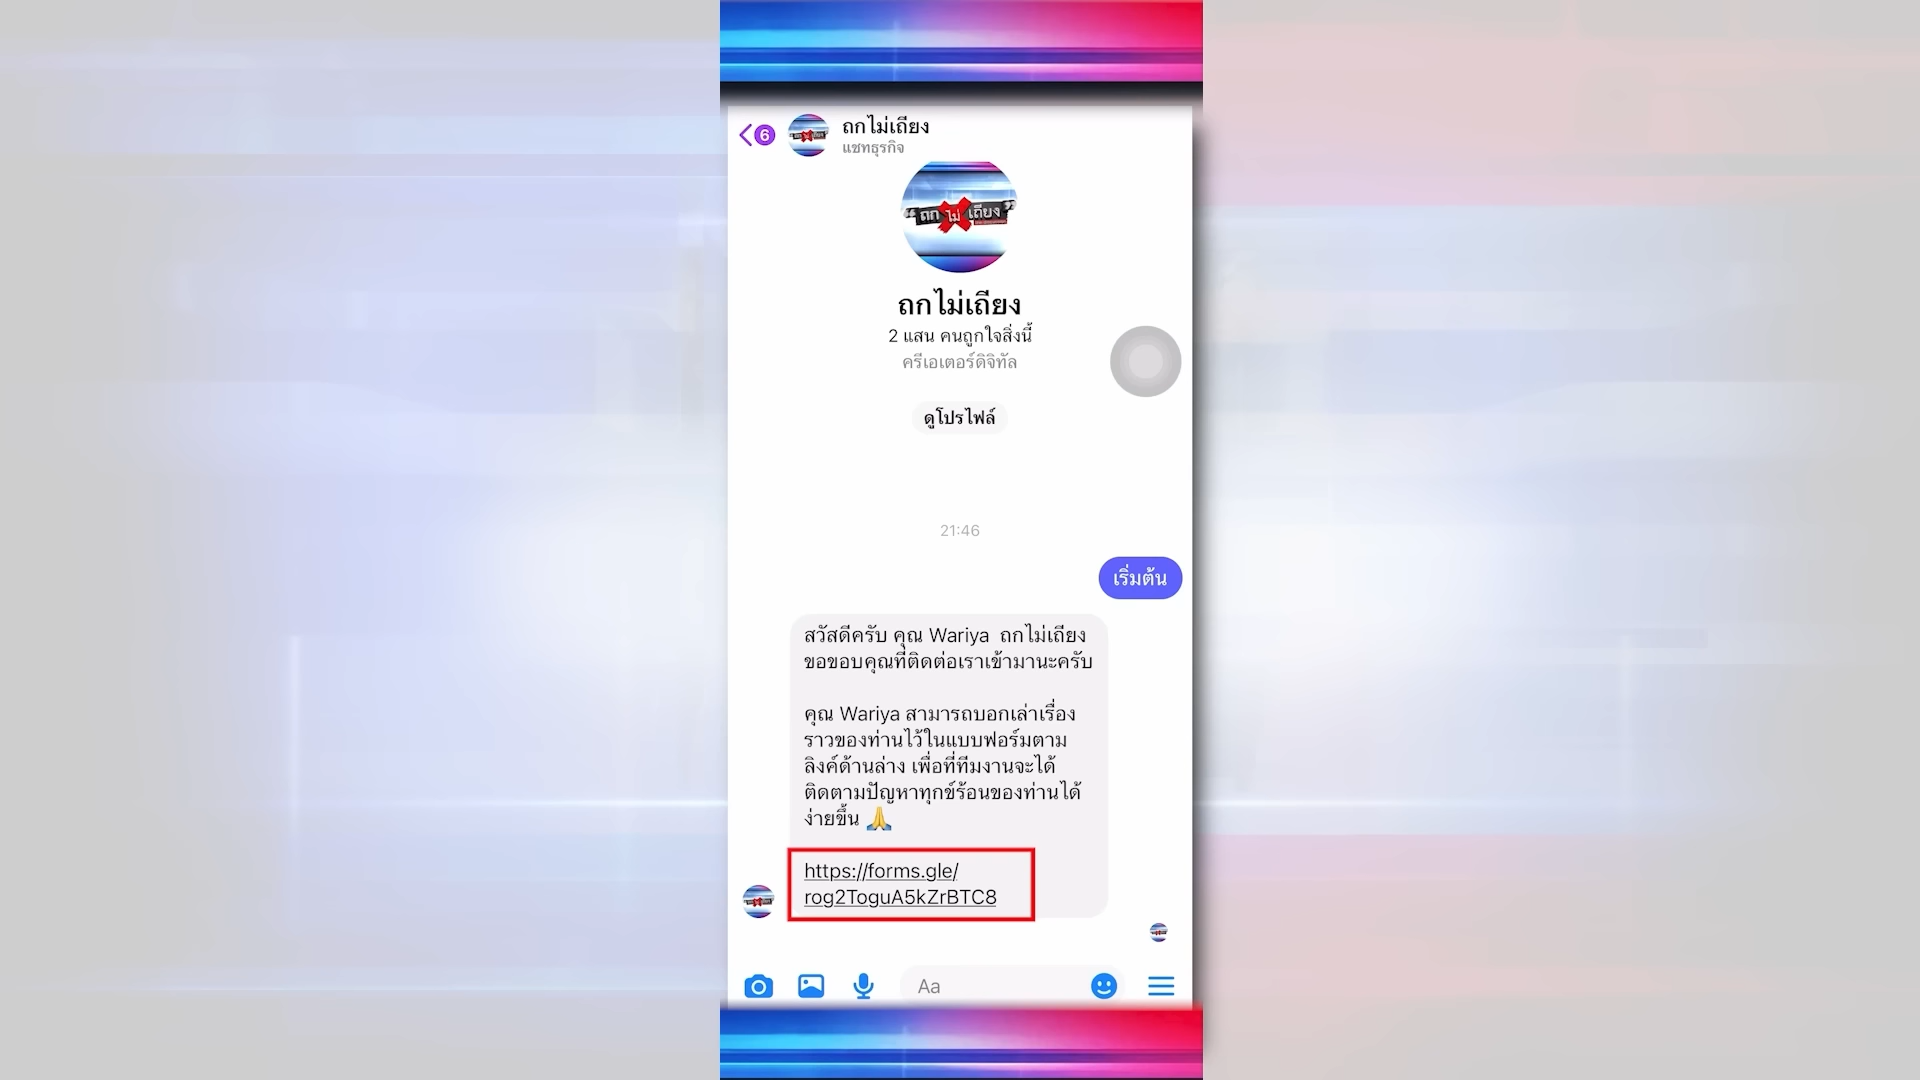 6
ถกไม่เถียง
แชทธุรกิจ
"ถกไม่เถียง"
ถกไม่เถียง
2 แสน คนถูกใจสิ่งนี้
ครีเอเตอร์ดิจิทัล
ดูโปรไฟล์
21:46
เริ่มต้น
สวัสดีครับ คุณ Wariya ถกไม่เถียง
ขอขอบคุณที่ติดต่อเราเข้ามานะครับ
คุณ Wariya สามารถบอกเล่าเรื่อง
ราวของท่านไว้ในแบบฟอร์มตาม
ลิงค์ด้านล่าง เพื่อที่ทีมงานจะได้
ติดตามปัญหาทุกข์ร้อนของท่านได้
ง่ายขึ้น 🙏
https://forms.gle/
rog2ToguA5kZrBTC8
Aa